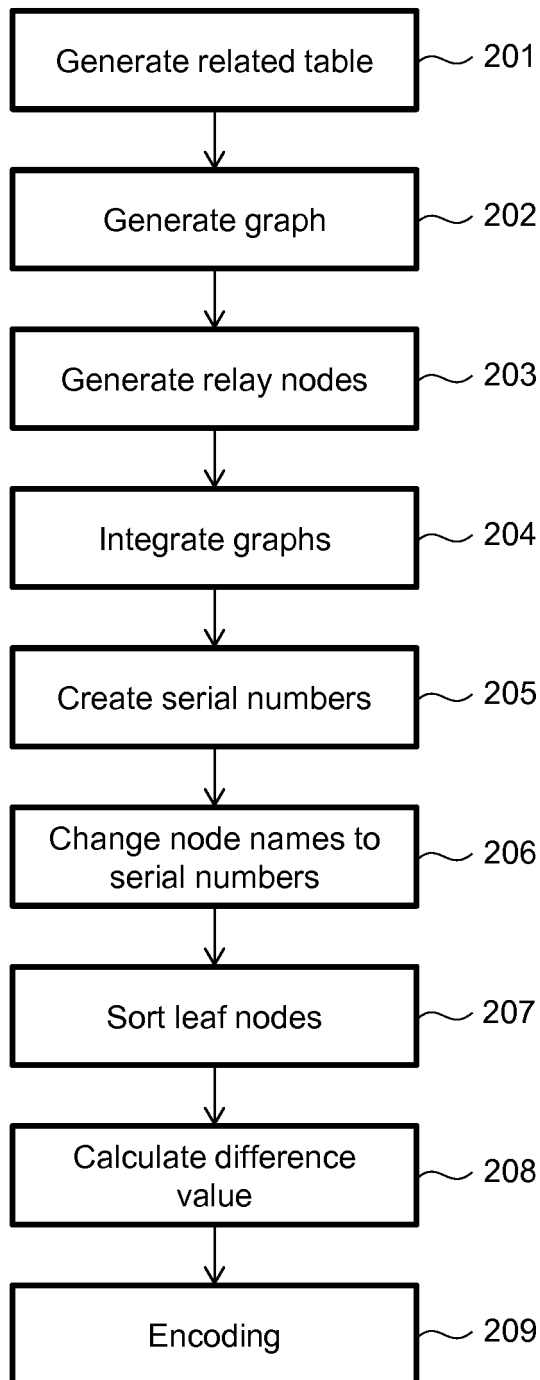 Generate related table
201
Generate graph
202
Generate relay nodes
203
Integrate graphs
204
Create serial numbers
205
Change node names to
serial numbers
206
Sort leaf nodes
207
Calculate difference
value
208
Encoding
209